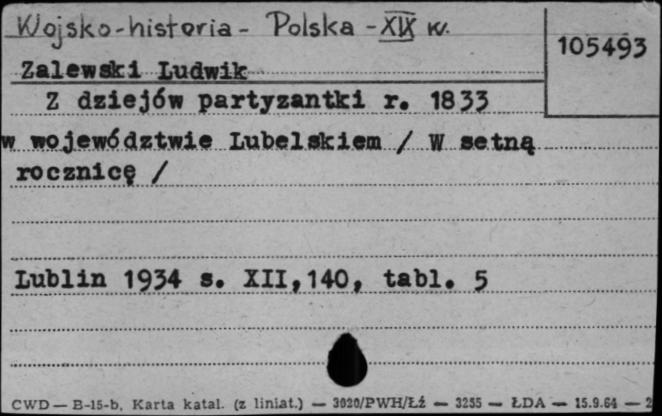 Wojsko-historia - Polska - XIX w.
105493
Zalewski Ludwik
Z dziejów partyzantki r. 1833
w województwie Lubelskiem / W setną
rocznicę /
Lublin 1934 s. XII,140, tabl. 5
CWD — B-15-b, Karta katal. (z liniat.) — 3020/PWH/Łź — 3255 — ŁDA — 15.9.64 — 2